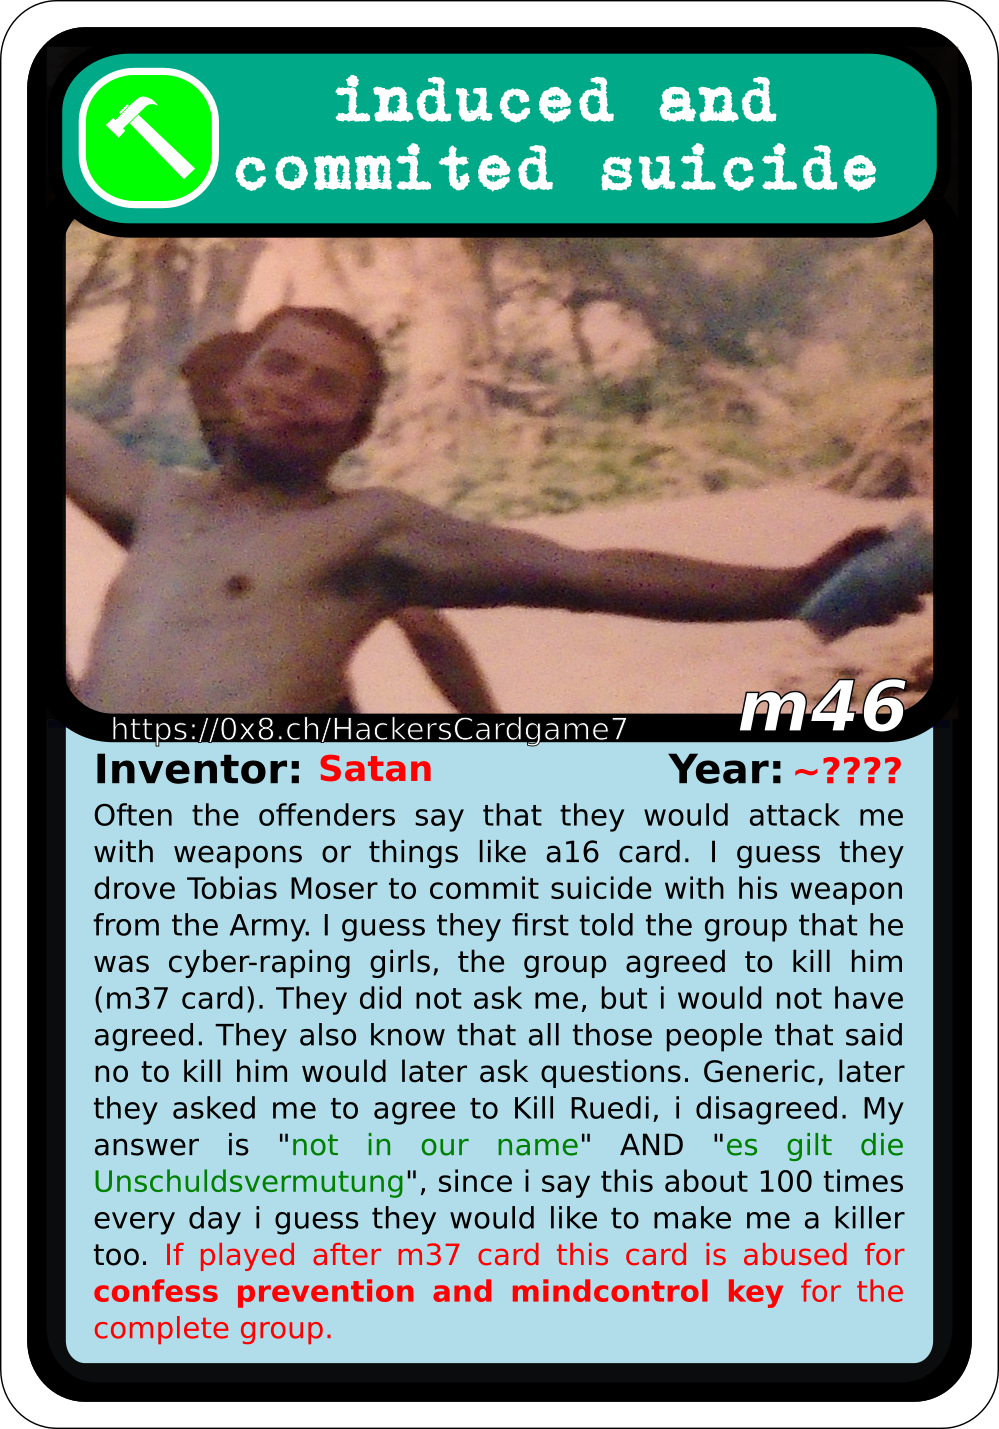 induced and
commited suicide
m46
https://0x8.ch/HackersCardgame7
Inventor: Satan Year: ~????
Often the offenders say that they would attack me
with weapons or things like a16 card. I guess they
drove Tobias Moser to commit suicide with his weapon
from the Army. I guess they first told the group that he
was cyber-raping girls, the group agreed to kill him
(m37 card). They did not ask me, but i would not have
agreed. They also know that all those people that said
no to kill him would later ask questions. Generic, later
they asked me to agree to Kill Ruedi, i disagreed. My
answer is "not in our name" AND "es gilt die
Unschuldsvermutung", since i say this about 100 times
every day i guess they would like to make me a killer
too. If played after m37 card this card is abused for
confess prevention and mindcontrol key for the
complete group.